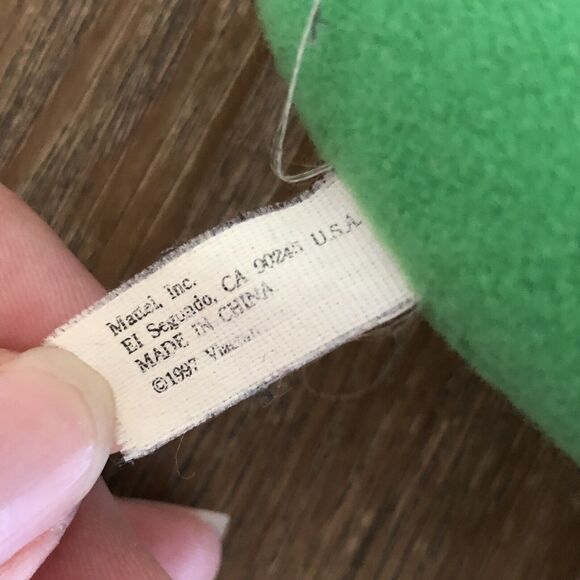 Mattel, Inc.
El Segundo, CA 90245 U.S.A.
MADE IN CHINA
©1997